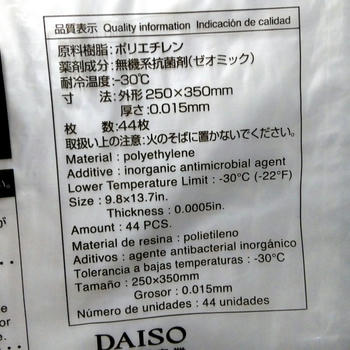 品質表示 Quality information Indicación de calidad
原料樹脂：ポリエチレン
薬剤成分：無機系抗菌剤（ゼオミック）
耐冷温度：-30℃
寸　法：外形250×350mm
厚さ：0.015mm
枚　数：44枚
取扱い上の注意：火のそばに置かないでください。
Material : polyethylene
Additive : inorganic antimicrobial agent
Lower Temperature Limit : -30°C (-22°F)
Size : 9.8×13.7in.
Thickness : 0.0005in.
Amount : 44 PCS.
Material de resina : polietileno
Aditivos : agente antibacterial inorgánico
Tolerancia a bajas temperaturas : -30°C
Tamaño : 250×350mm
Grosor : 0.015mm
Número de unidades : 44 unidades
DAISO